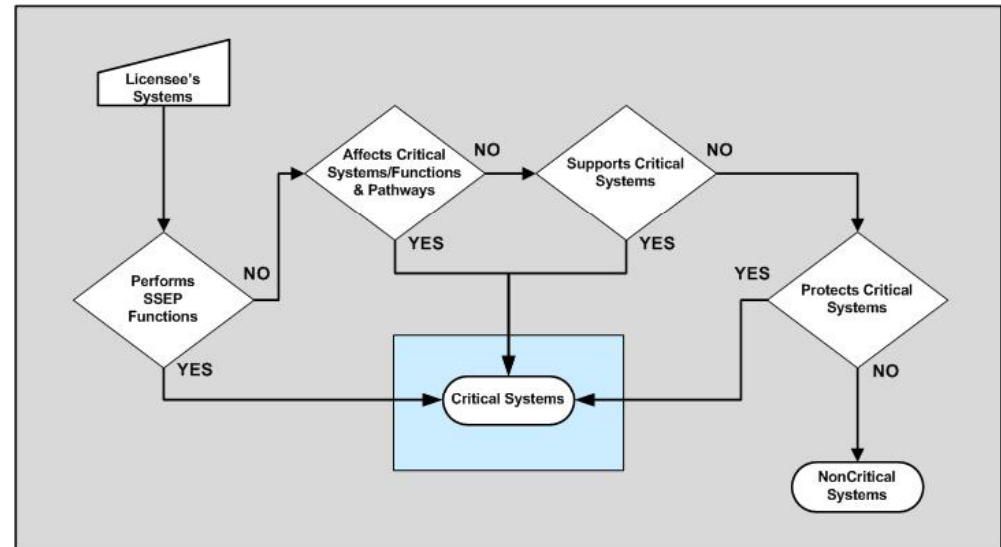 Licensee's
Systems
Affects Critical
Systems/Functions
& Pathways
NO
Supports Critical
Systems
NO
YES
YES
Performs
SSEP
Functions
NO
YES
YES
Protects Critical
Systems
NO
Critical Systems
NonCritical
Systems